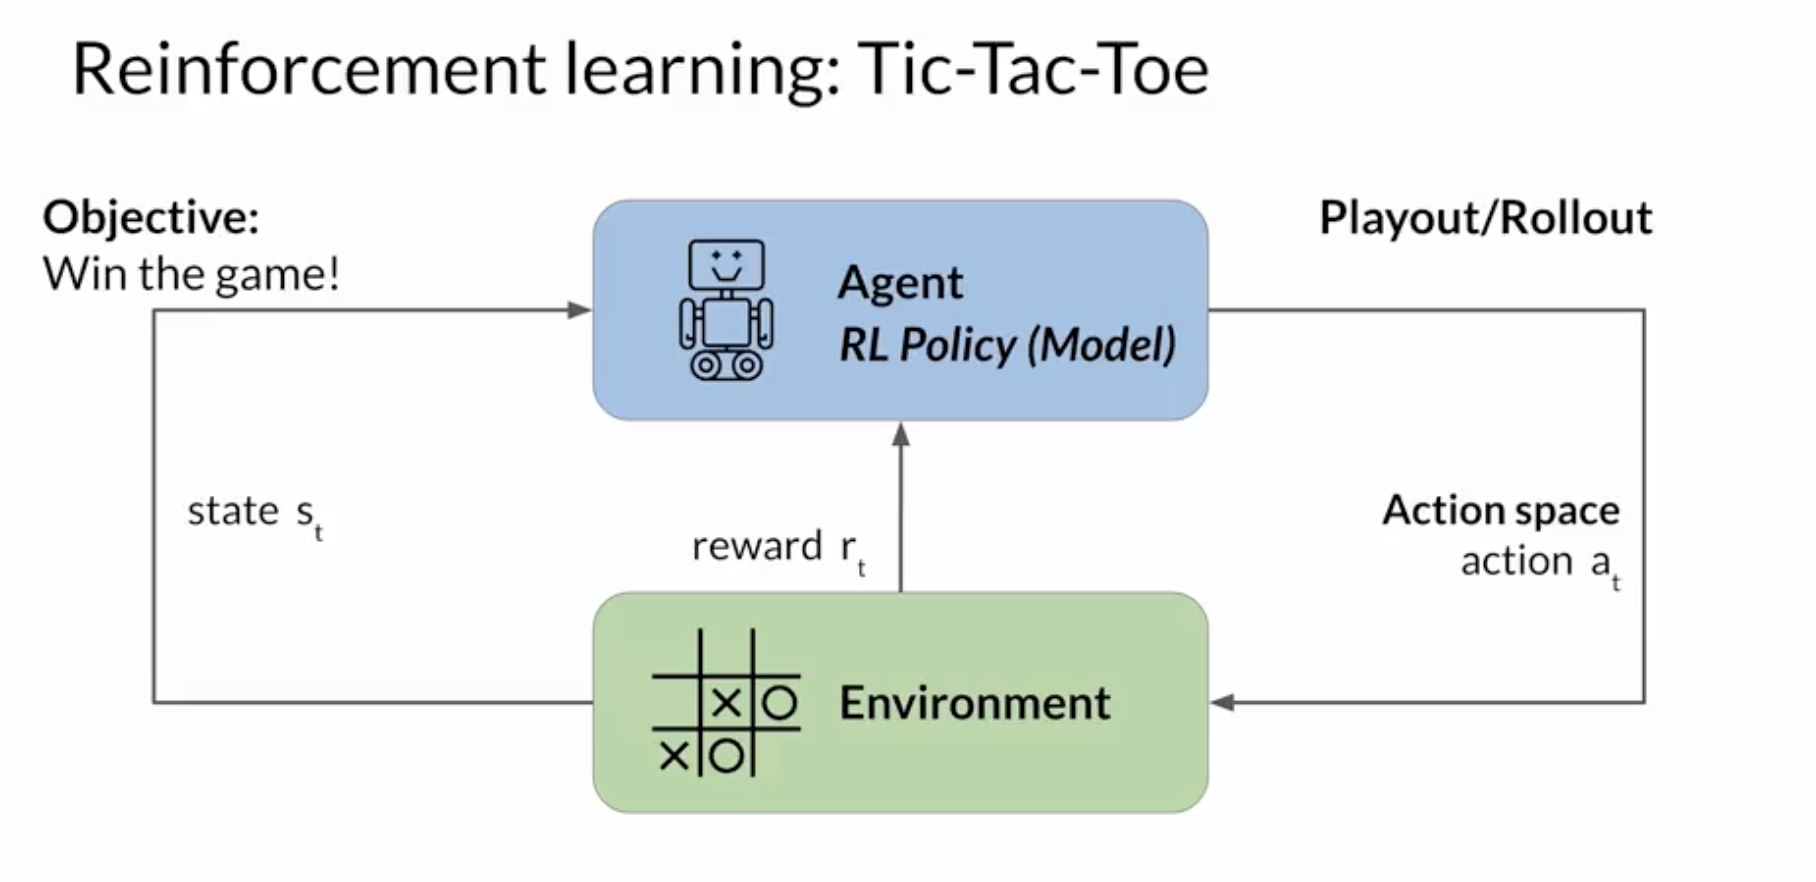 Reinforcement learning: Tic-Tac-Toe
Objective:
Win the game!
Agent
RL Policy (Model)
Playout/Rollout
state s_t
reward r_t
Action space
action a_t
X O
X O
Environment